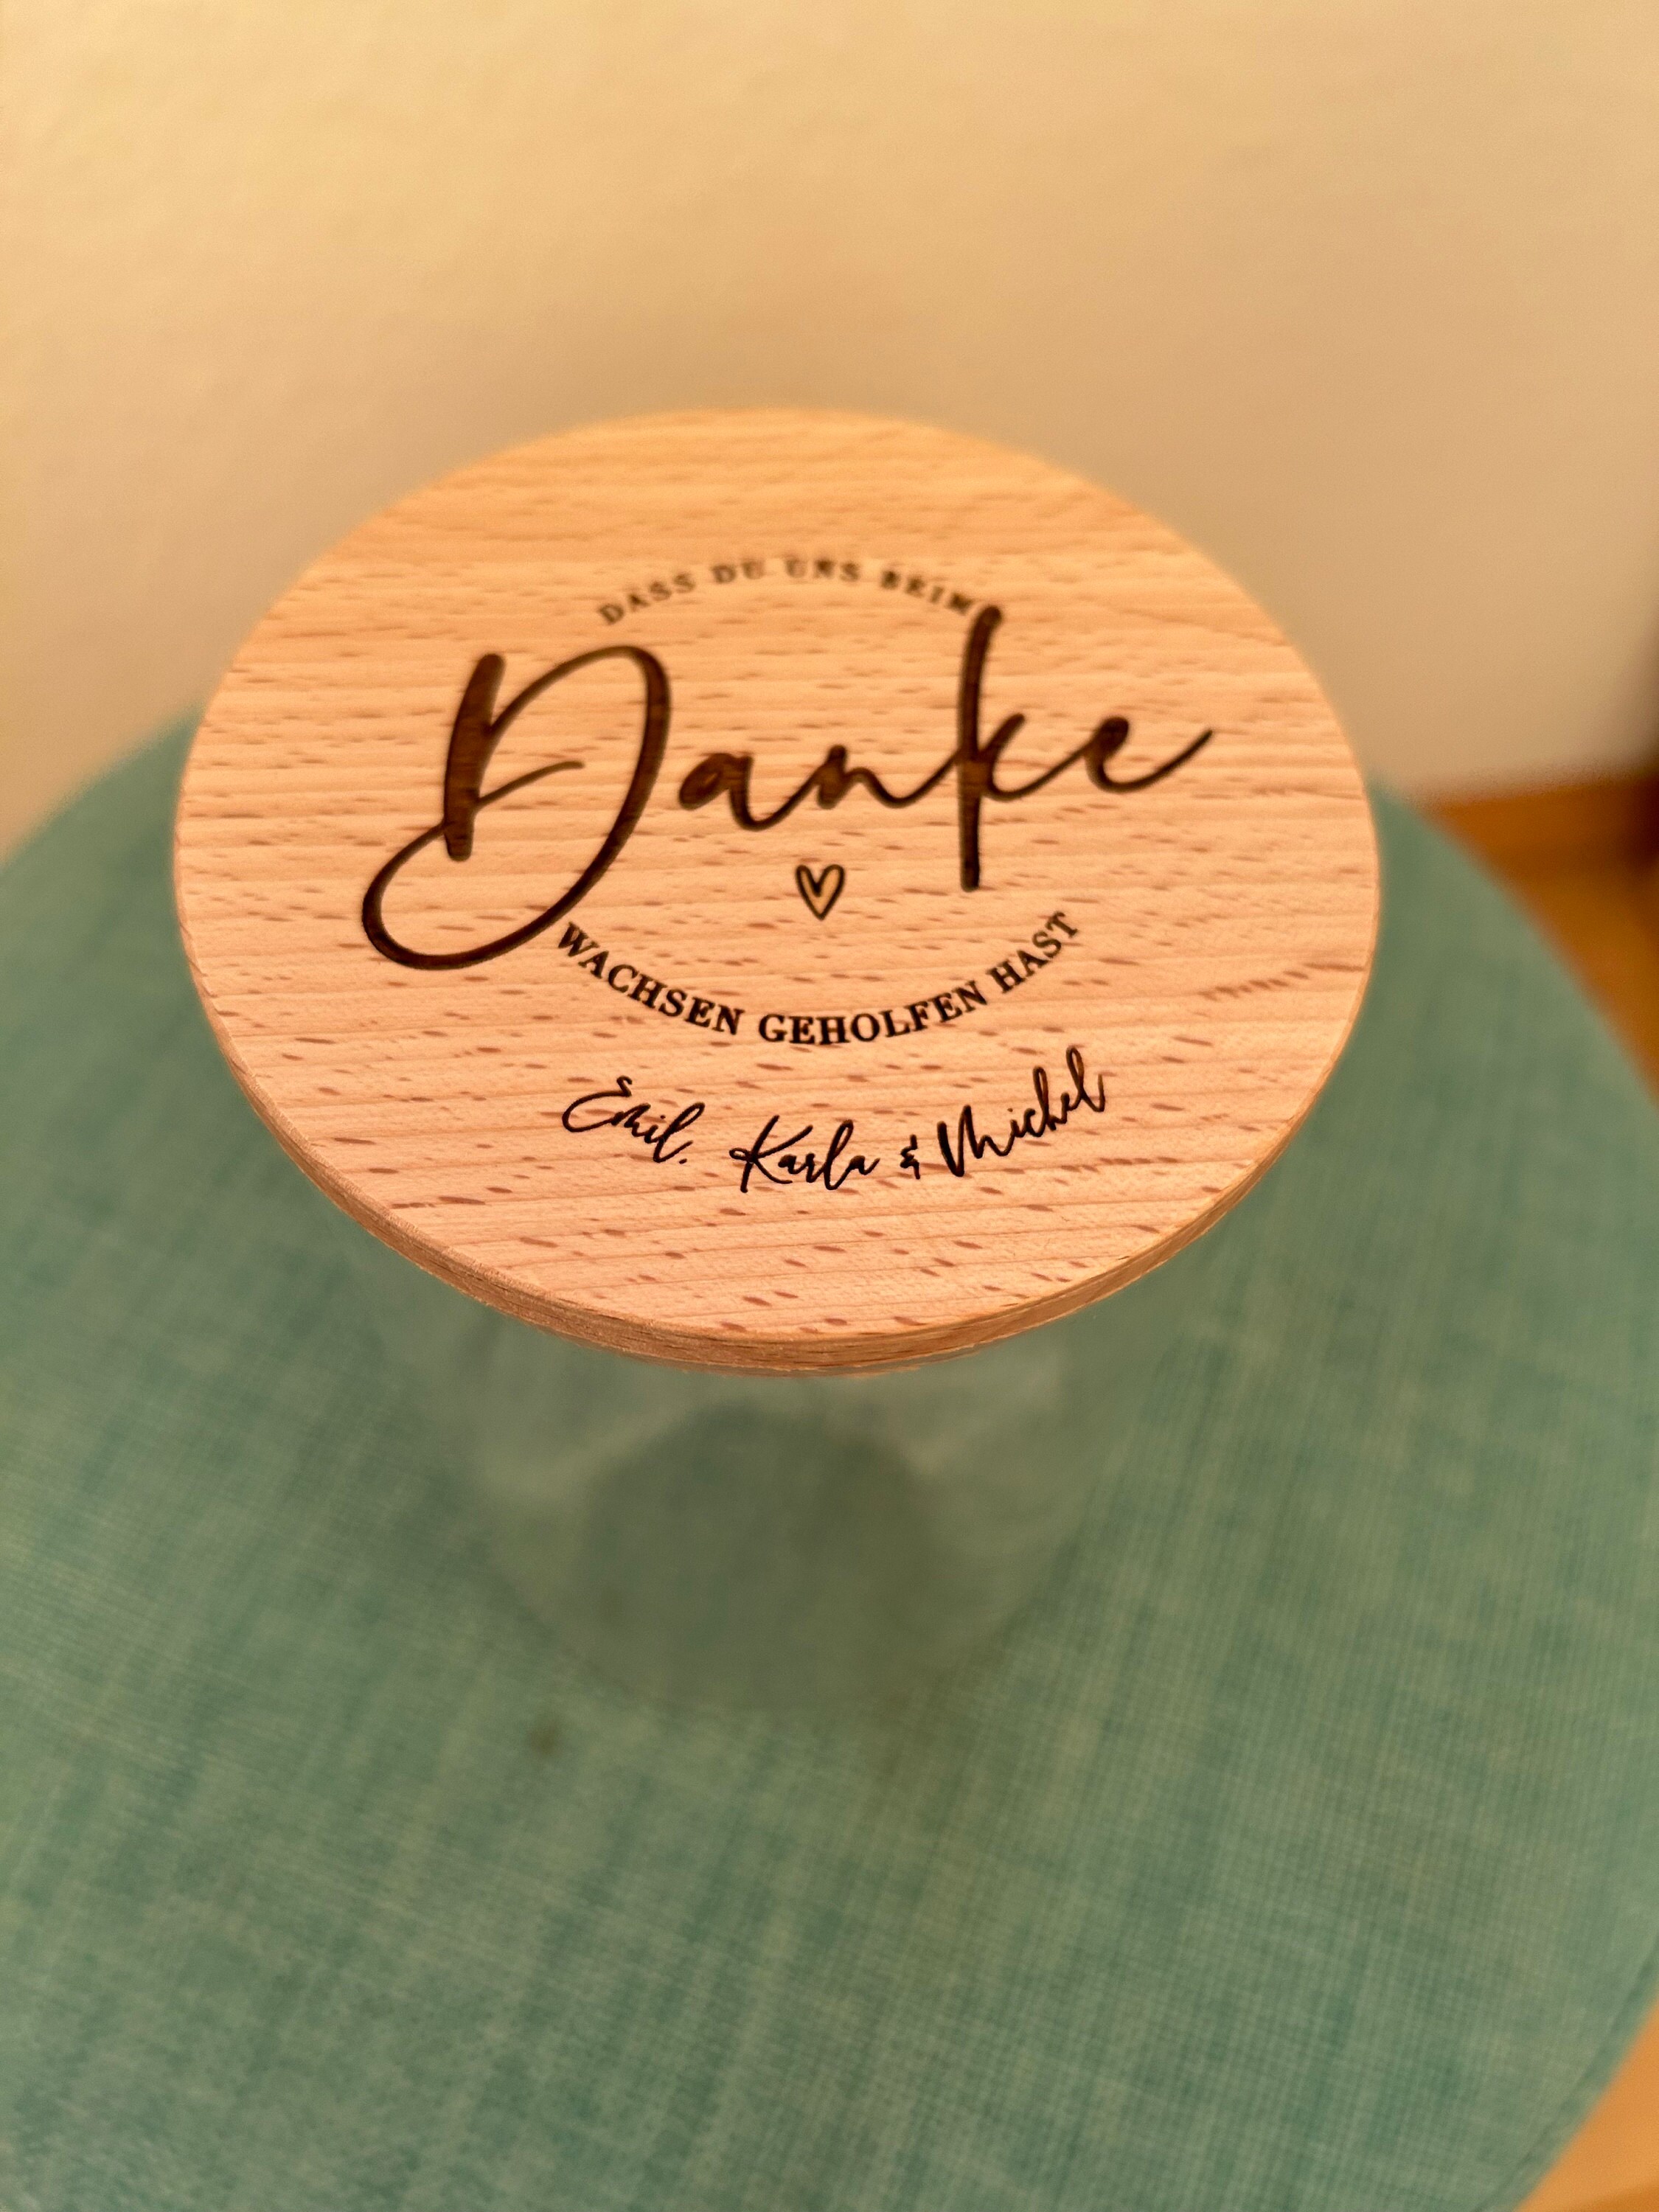 DASS DU UNS BEIM
Danke
WACHSEN GEHOLFEN HAST
Emil, Karla & Michel